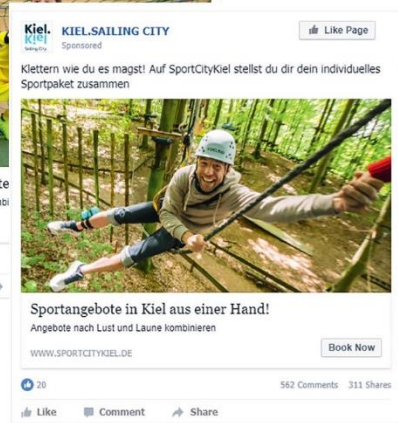 Kiel.
Kiel
Sailing City
KIEL.SAILING CITY
Sponsored
Like Page
Klettern wie du es magst! Auf SportCityKiel stellst du dir dein individuelles
Sportpaket zusammen
Sportangebote in Kiel aus einer Hand!
Angebote nach Lust und Laune kombinieren
WWW.SPORTCITYKIEL.DE
Book Now
20
562 Comments 311 Shares
Like Comment Share